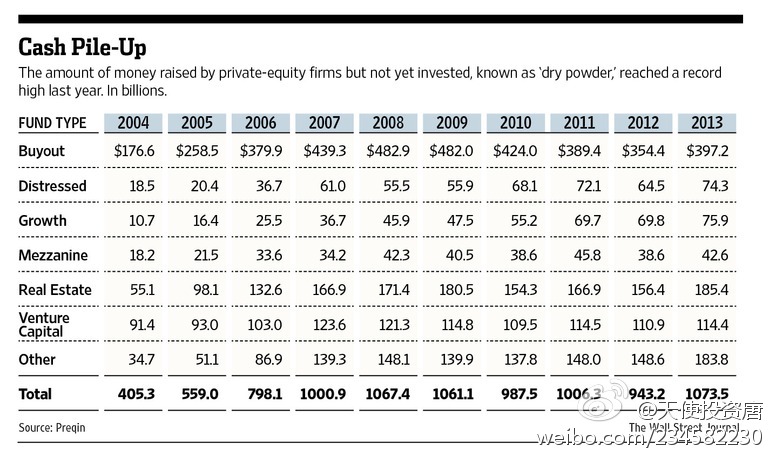 Cash Pile-Up
The amount of money raised by private-equity firms but not yet invested, known as ‘dry powder,’ reached a record
high last year. In billions.
FUND TYPE 2004 2005 2006 2007 2008 2009 2010 2011 2012 2013
Buyout $176.6 $258.5 $379.9 $439.3 $482.9 $482.0 $424.0 $389.4 $354.4 $397.2
Distressed 18.5 20.4 36.7 61.0 55.5 55.9 68.1 72.1 64.5 74.3
Growth 10.7 16.4 25.5 36.7 45.9 47.5 55.2 69.7 69.8 75.9
Mezzanine 18.2 21.5 33.6 34.2 42.3 40.5 38.6 45.8 38.6 42.6
Real Estate 55.1 98.1 132.6 166.9 171.4 180.5 154.3 166.9 156.4 185.4
Venture
Capital 91.4 93.0 103.0 123.6 121.3 114.8 109.5 114.5 110.9 114.4
Other 34.7 51.1 86.9 139.3 148.1 139.9 137.8 148.0 148.6 183.8
Total 405.3 559.0 798.1 1000.9 1067.4 1061.1 987.5 1006.3 943.2 1073.5
@天使投资唐
Source: Preqin The Wall Street Journal
weibo.com/234582230